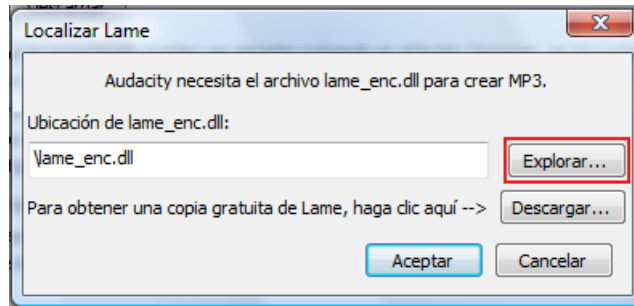 Localizar Lame
Audacity necesita el archivo lame_enc.dll para crear MP3.
Ubicación de lame_enc.dll:
\lame_enc.dll
Explorar...
Para obtener una copia gratuita de Lame, haga clic aquí -->
Descargar...
Aceptar
Cancelar